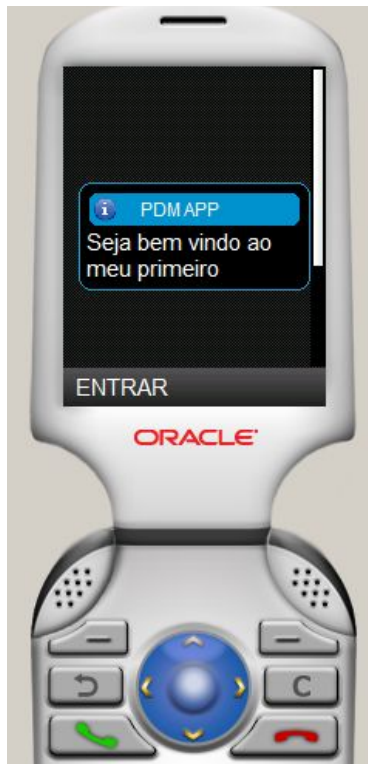 PDM APP
Seja bem vindo ao
meu primeiro
ENTRAR
ORACLE
C